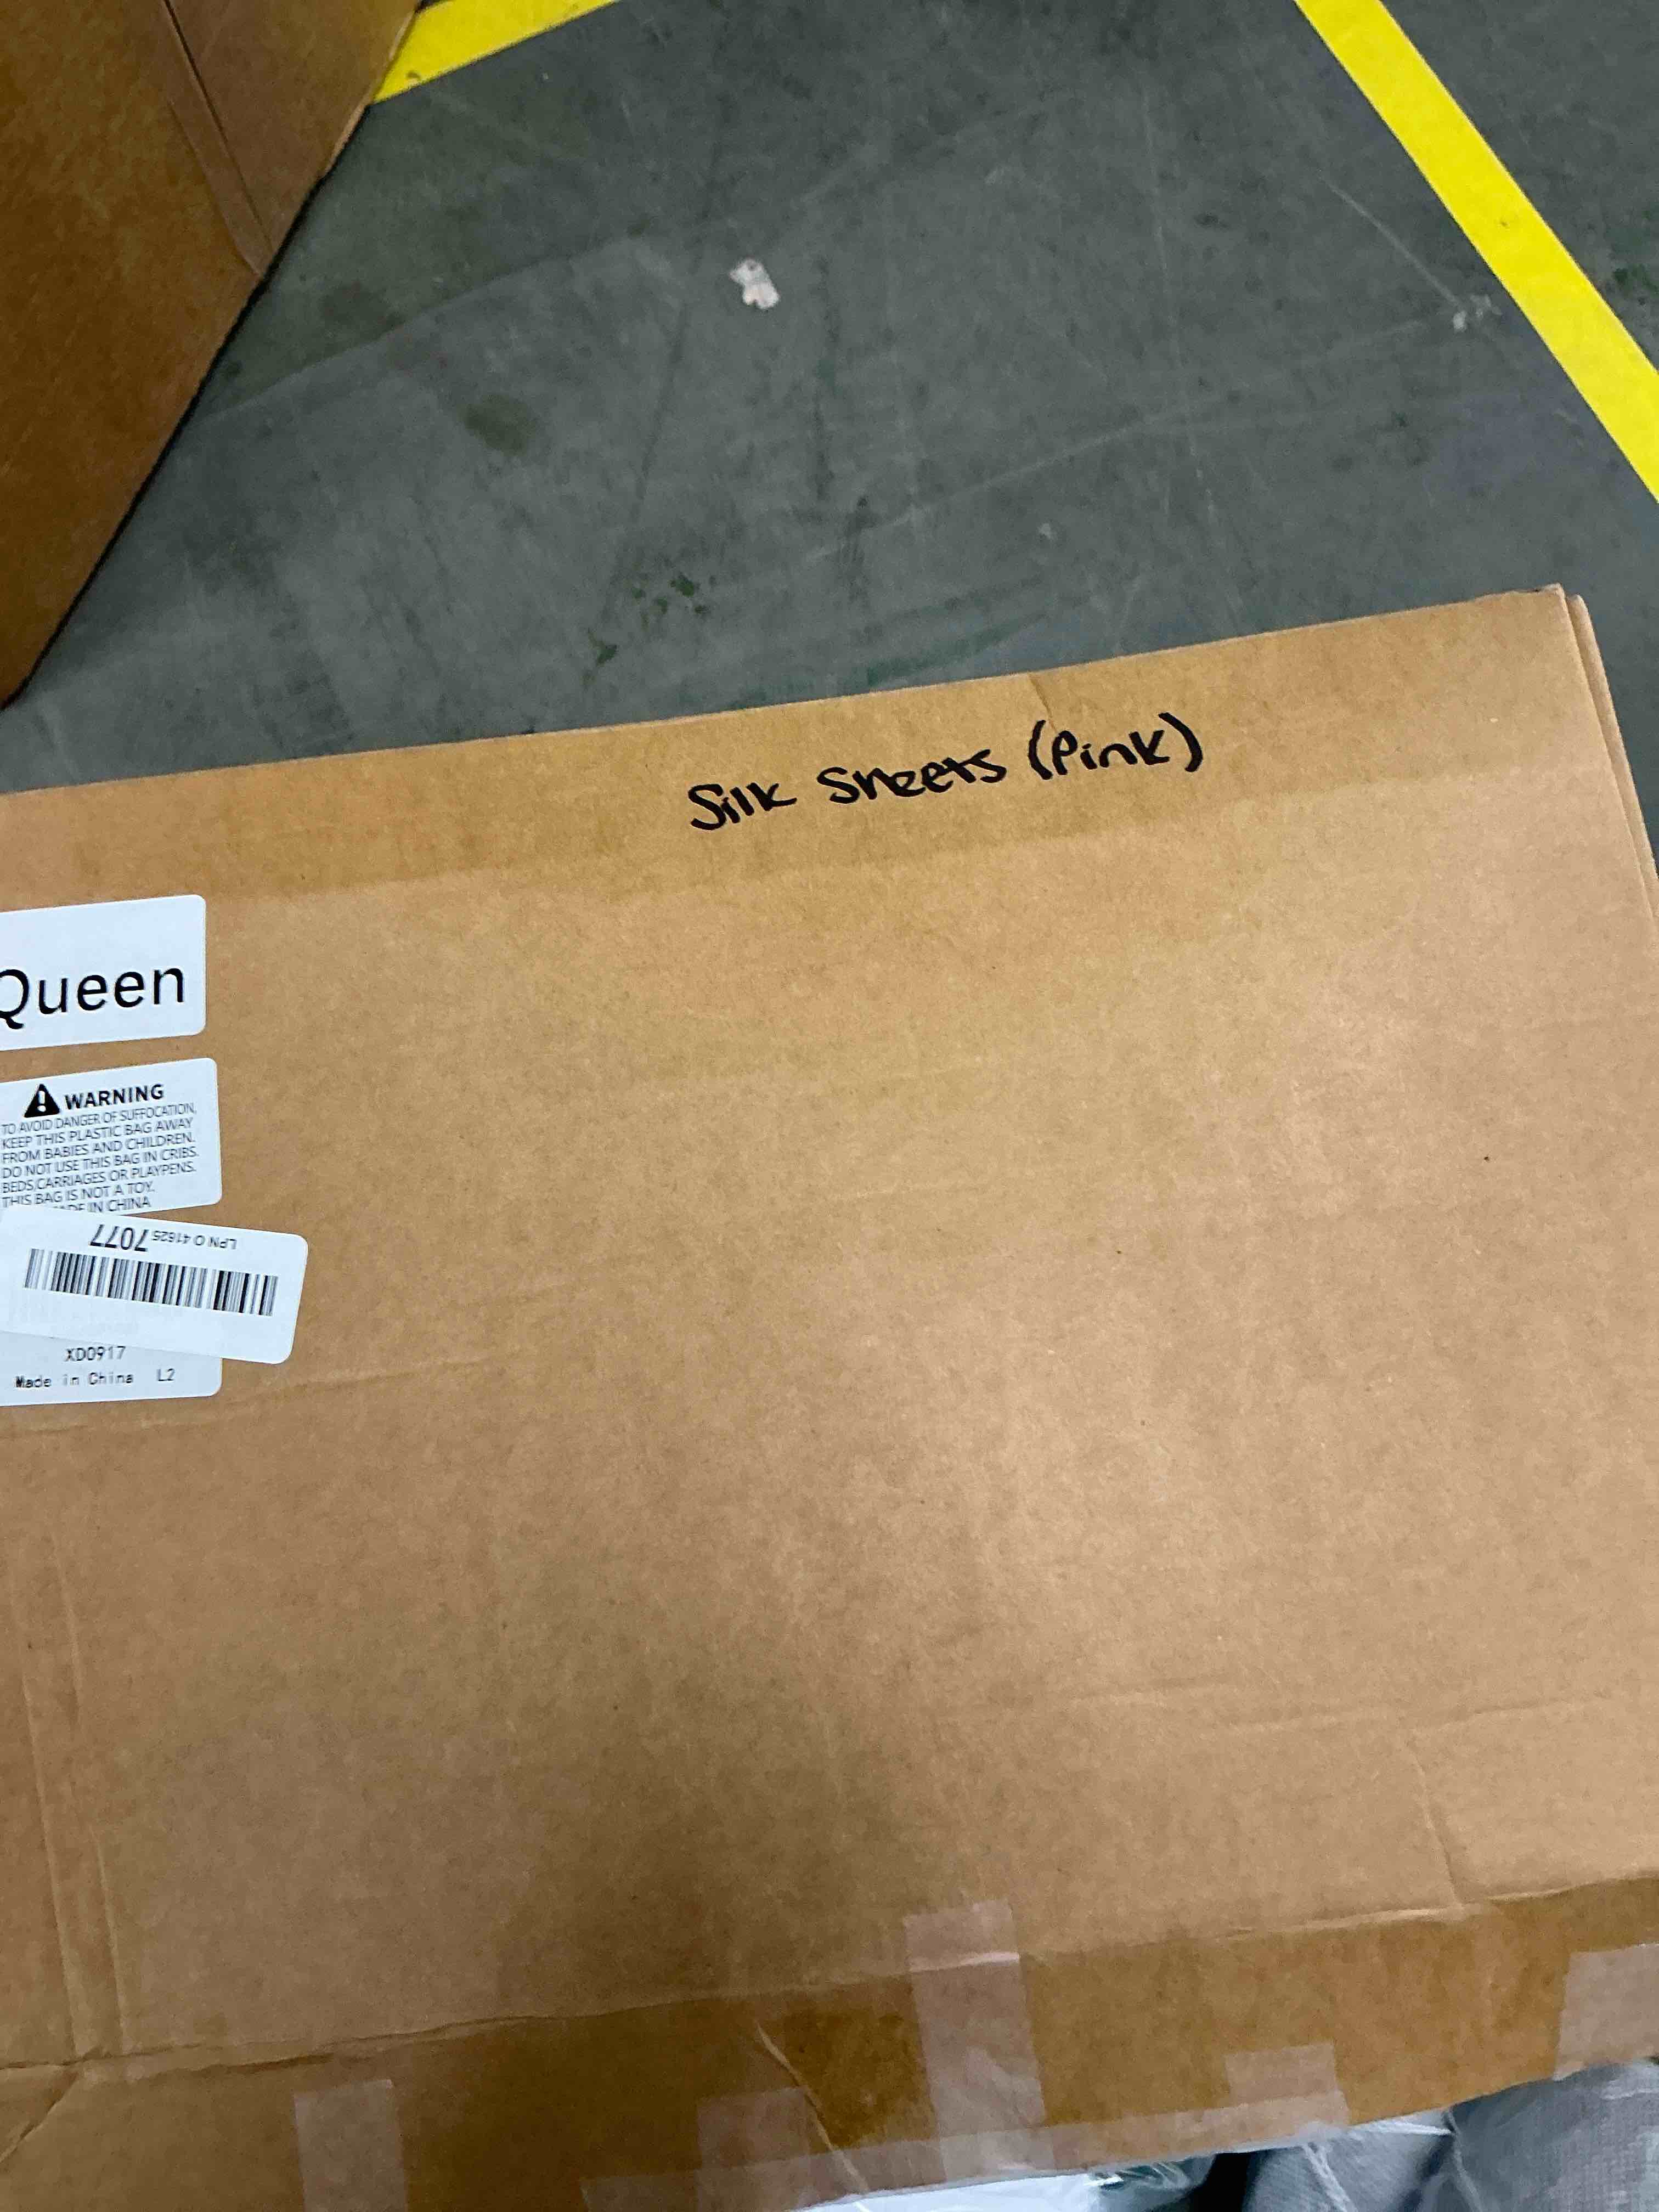 Silk Sheets (Pink)
Queen
WARNING
TO AVOID DANGER OF SUFFOCATION,
KEEP THIS PLASTIC BAG AWAY
FROM BABIES AND CHILDREN.
DO NOT USE THIS BAG IN CRIBS.
BEDS,CARRIAGES OR PLAYPENS.
THIS BAG IS NOT A TOY.
IN CHINA
LPN O 41625 7077
XD0917
Made in China L2